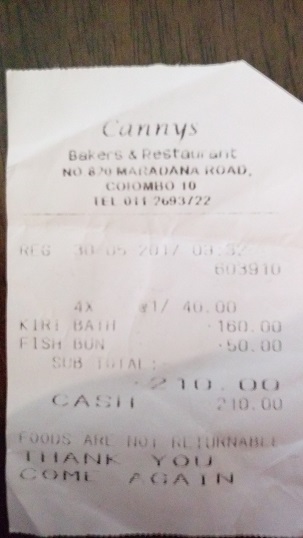 Cannys
Bakers & Restaurant
NO 820 MARADANA ROAD,
COLOMBO 10
TEL 011 2693722
REG 30/05 2017 09:32
603910
4X @1/ 40.00
KIRI BATH ·160.00
FISH BUN ·50.00
SUB TOTAL:-
·210.00
CASH 210.00
FOODS ARE NOT RETURNABLE
THANK YOU
COME AGAIN